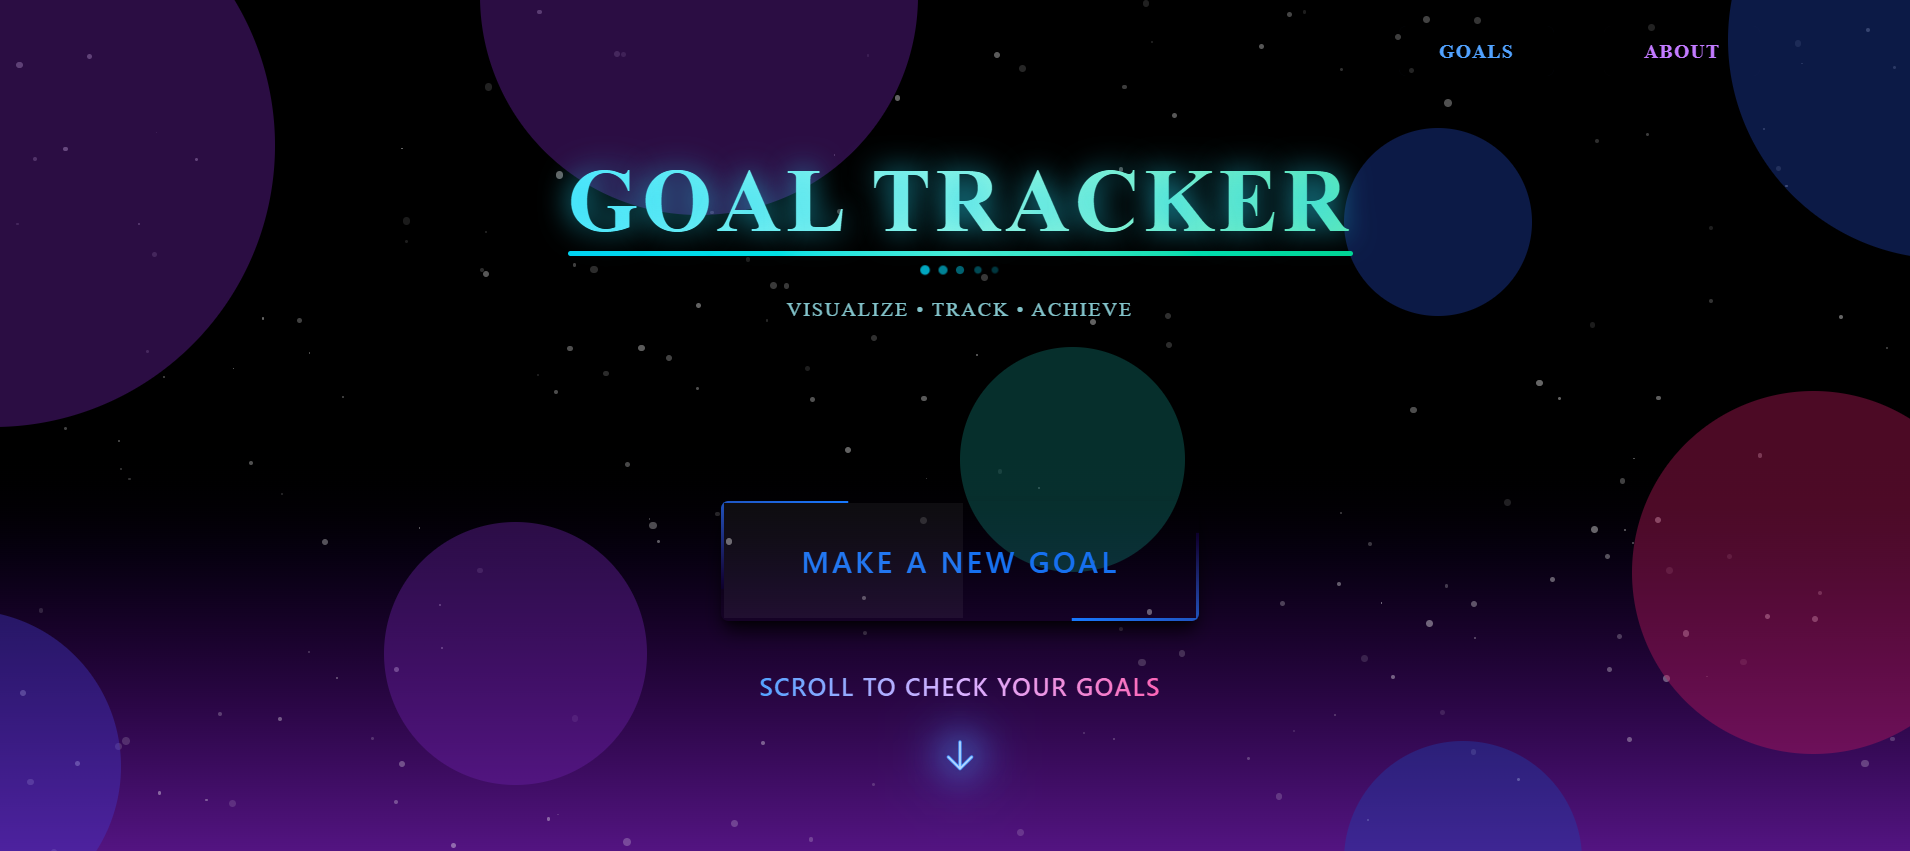 GOALS
ABOUT
GOAL TRACKER
VISUALIZE • TRACK • ACHIEVE
MAKE A NEW GOAL
SCROLL TO CHECK YOUR GOALS